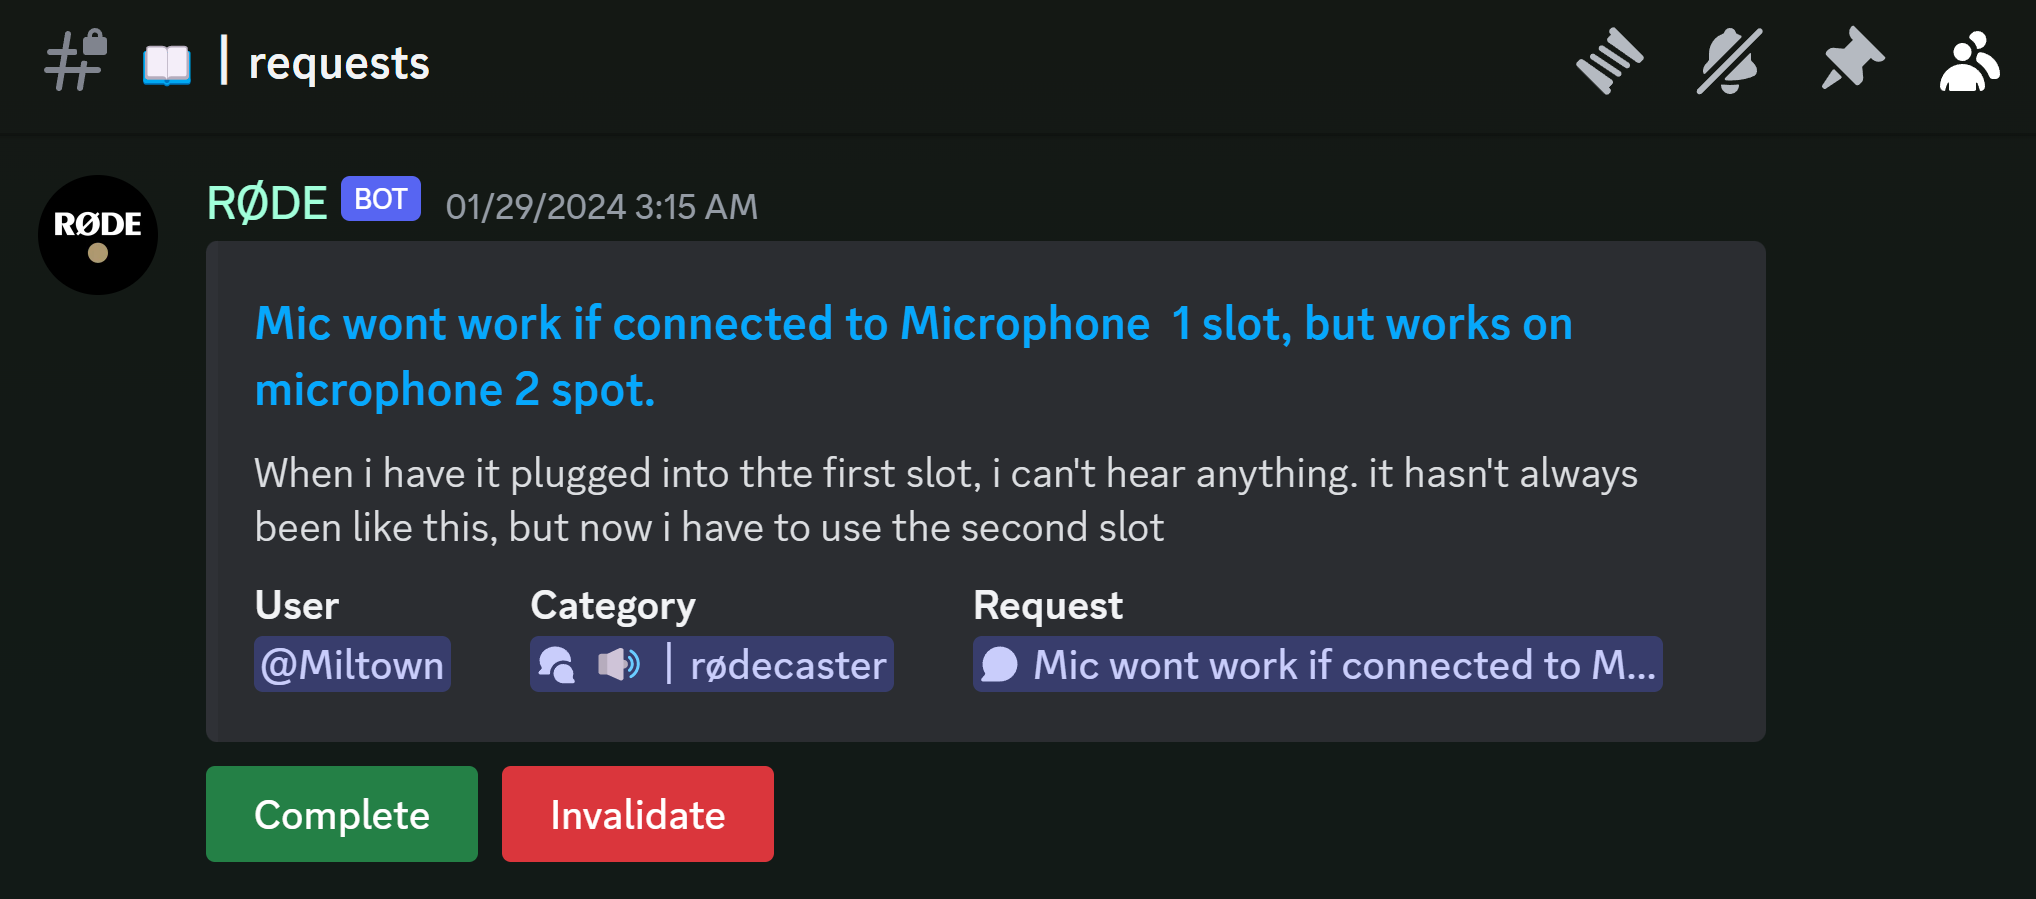 | requests
RØDE
RØDE BOT 01/29/2024 3:15 AM
Mic wont work if connected to Microphone  1 slot, but works on
microphone 2 spot.
When i have it plugged into thte first slot, i can't hear anything. it hasn't always
been like this, but now i have to use the second slot
User Category Request
@Miltown | rødecaster Mic wont work if connected to M...
Complete Invalidate